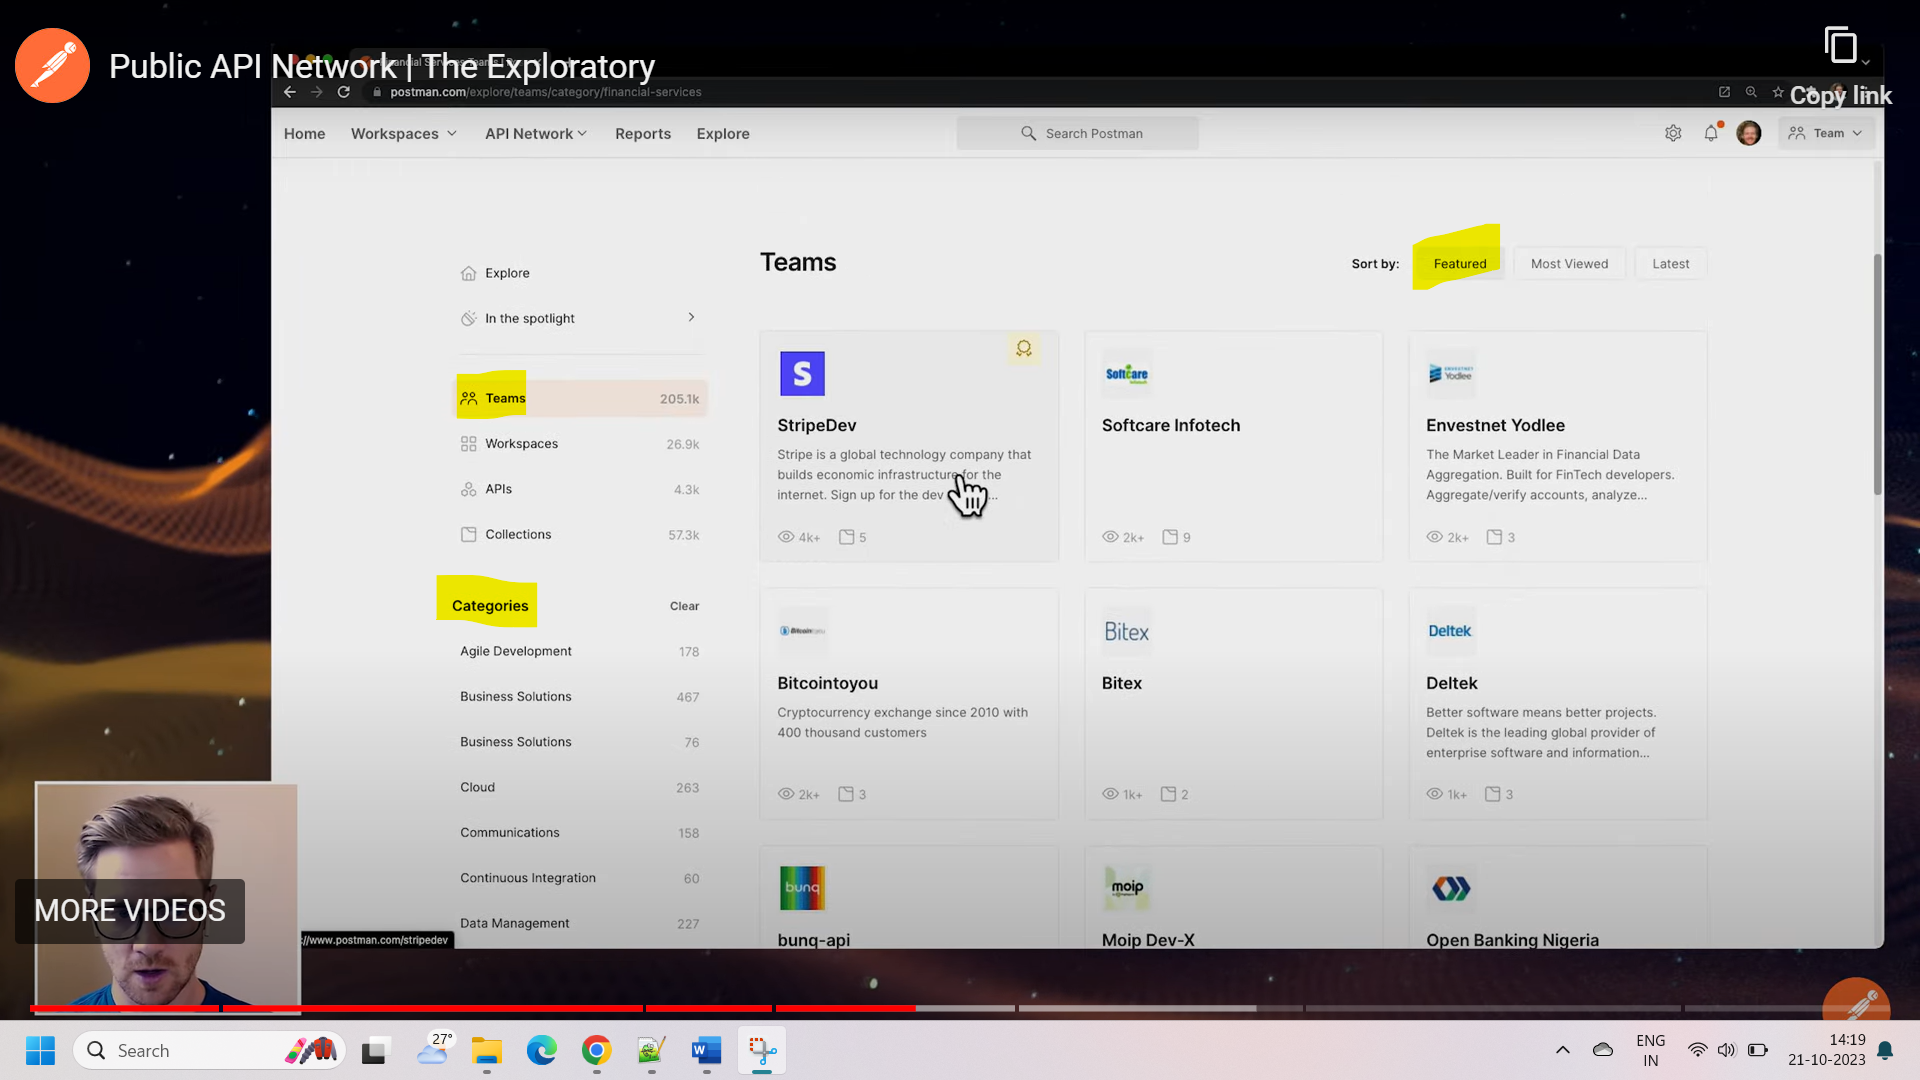 Public API Network | The Exploratory
Copy link
postman.com/explore/teams/category/financial-services
Home
Workspaces
API Network
Reports
Explore
Search Postman
Team
Explore
In the spotlight
Teams 205.1k
Workspaces 26.9k
APIs 4.3k
Collections 57.3k
Categories Clear
Agile Development 178
Business Solutions 467
Business Solutions 76
Cloud 263
Communications 158
Continuous Integration 60
Data Management 227
Teams
Sort by: Featured Most Viewed Latest
S
StripeDev
Stripe is a global technology company that
builds economic infrastructure for the
internet. Sign up for the dev
4k+ 5
Softcare
Softcare Infotech
2k+ 9
ENVESTNET
Yodlee
Envestnet Yodlee
The Market Leader in Financial Data
Aggregation. Built for FinTech developers.
Aggregate/verify accounts, analyze...
2k+ 3
Bitcointoyou
Bitcointoyou
Cryptocurrency exchange since 2010 with
400 thousand customers
2k+ 3
Bitex
Bitex
1k+ 2
Deltek
Deltek
Better software means better projects.
Deltek is the leading global provider of
enterprise software and information...
1k+ 3
bunq
bunq-api
moip
Moip Dev-X
Open Banking Nigeria
MORE VIDEOS
://www.postman.com/stripedev
Search
27°
ENG
IN
14:19
21-10-2023